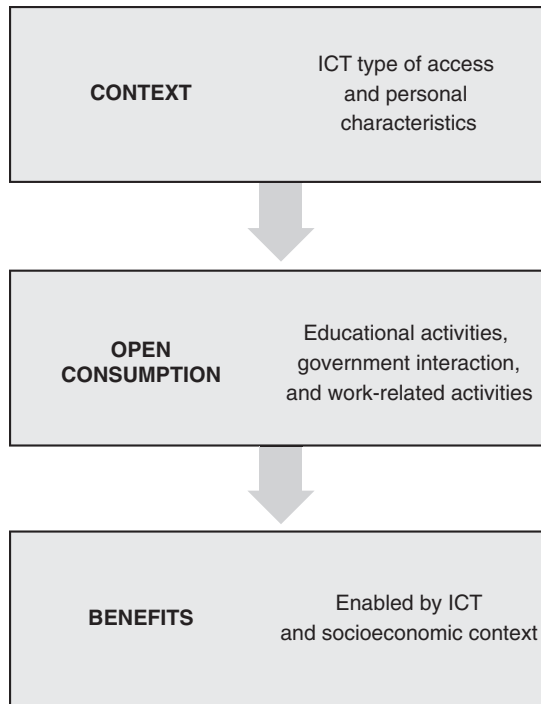 CONTEXT
ICT type of access
and personal
characteristics
OPEN
CONSUMPTION
Educational activities,
government interaction,
and work-related activities
BENEFITS
Enabled by ICT
and socioeconomic context